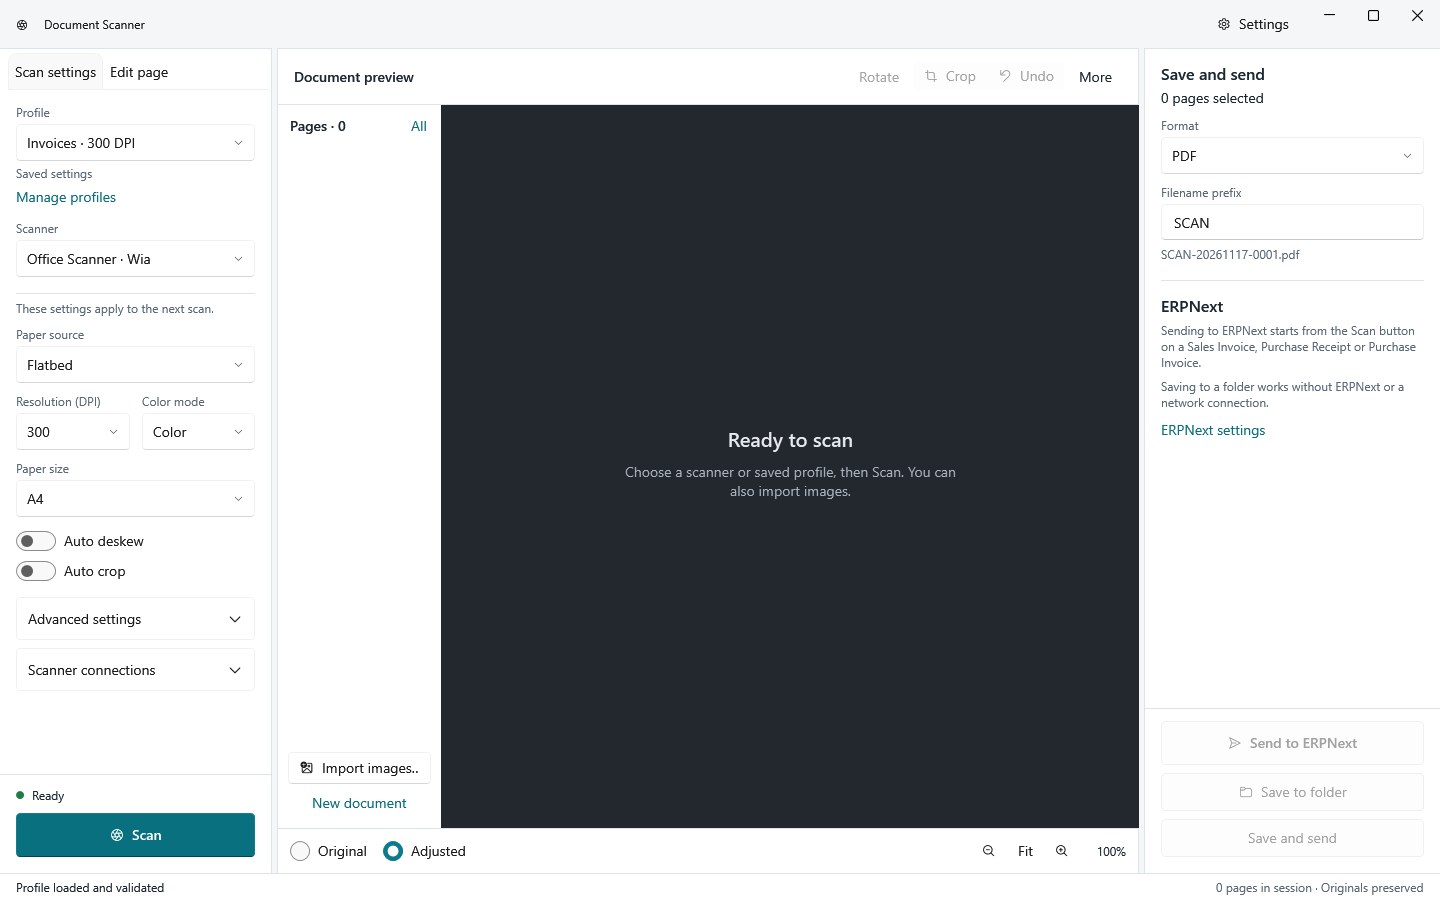 Document Scanner
Settings
Scan settings
Edit page
Profile
Invoices · 300 DPI
Saved settings
Manage profiles
Scanner
Office Scanner · Wia
These settings apply to the next scan.
Paper source
Flatbed
Resolution (DPI)
Color mode
300
Color
Paper size
A4
Auto deskew
Auto crop
Advanced settings
Scanner connections
Ready
Scan
Document preview
Rotate
Crop
Undo
More
Pages · 0
All
Ready to scan
Choose a scanner or saved profile, then Scan. You can
also import images.
Import images..
New document
Original
Adjusted
Fit
100%
Save and send
0 pages selected
Format
PDF
Filename prefix
SCAN
SCAN-20261117-0001.pdf
ERPNext
Sending to ERPNext starts from the Scan button
on a Sales Invoice, Purchase Receipt or Purchase
Invoice.
Saving to a folder works without ERPNext or a
network connection.
ERPNext settings
Send to ERPNext
Save to folder
Save and send
Profile loaded and validated
0 pages in session · Originals preserved